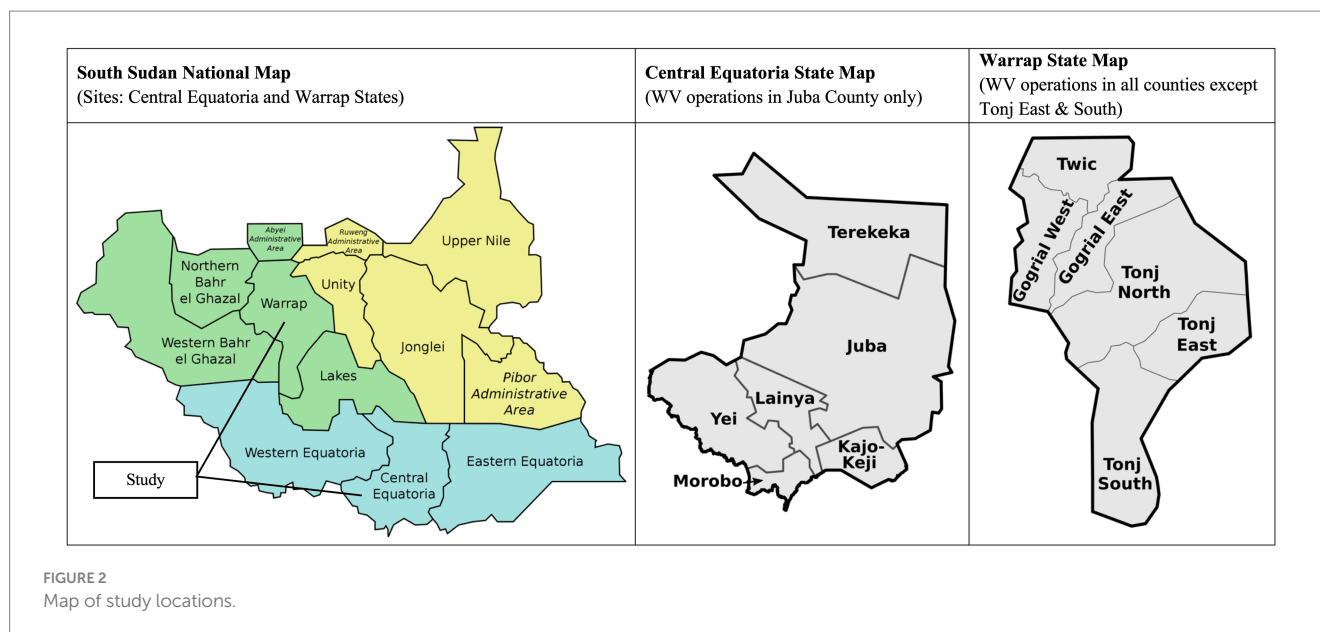 South Sudan National Map
(Sites: Central Equatoria and Warrap States)
Central Equatoria State Map
(WV operations in Juba County only)
Warrap State Map
(WV operations in all counties except
Tonj East & South)
Abyei
Administrative
Area
Ruweng
Administrative
Area
Upper Nile
Northern
Bahr
el Ghazal
Unity
Warrap
Western Bahr
el Ghazal
Jonglei
Lakes
Pibor
Administrative
Area
Western Equatoria
Eastern Equatoria
Central
Equatoria
Study
Terekeka
Juba
Lainya
Yei
Kajo-
Keji
Morobo
Twic
Gogrial West
Gogrial East
Tonj
North
Tonj
East
Tonj
South
FIGURE 2
Map of study locations.